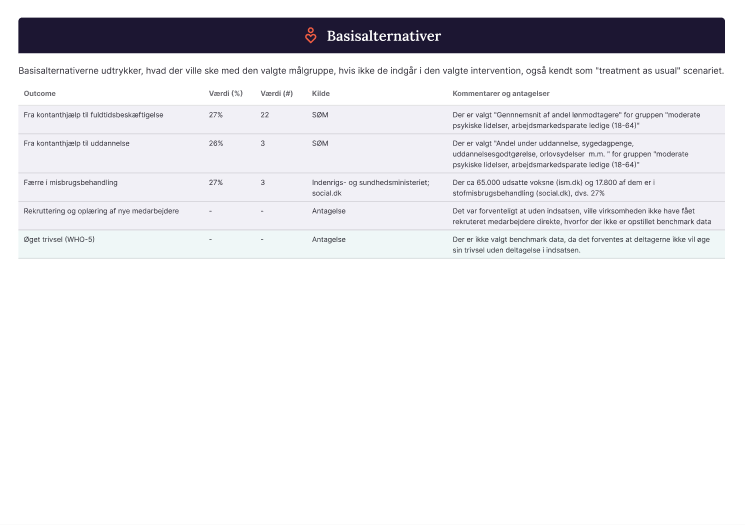 Basisalternativer
Basisalternativerne udtrykker, hvad der ville ske med den valgte målgruppe, hvis ikke de indgår i den valgte intervention, også kendt som "treatment as usual" scenariet.
Outcome Værdi (%) Værdi (#) Kilde Kommentarer og antagelser
Fra kontanthjælp til fuldtidsbeskæftigelse 27% 22 SØM Der er valgt "Gennnemsnit af andel lønmodtagere" for gruppen "moderate
psykiske lidelser, arbejdsmarkedsparate ledige (18-64)"
Fra kontanthjælp til uddannelse 26% 3 SØM Der er valgt "Andel under uddannelse, sygedagpenge,
uddannelsesgodtgørelse, orlovsydelser m.m. " for gruppen "moderate
psykiske lidelser, arbejdsmarkedsparate ledige (18-64)"
Færre i misbrugsbehandling 27% 3 Indenrigs- og sundhedsministeriet; Der ca 65.000 udsatte voksne (ism.dk) og 17.800 af dem er i
social.dk stofmisbrugsbehandling (social.dk), dvs. 27%
Rekruttering og oplæring af nye medarbejdere - - Antagelse Det var forventeligt at uden indsatsen, ville virksomheden ikke have fået
rekruteret medarbejdere direkte, hvorfor der ikke er opstillet benchmark data
Øget trivsel (WHO-5) - - Antagelse Der er ikke valgt benchmark data, da det forventes at deltagerne ikke vil øge
sin trivsel uden deltagelse i indsatsen.